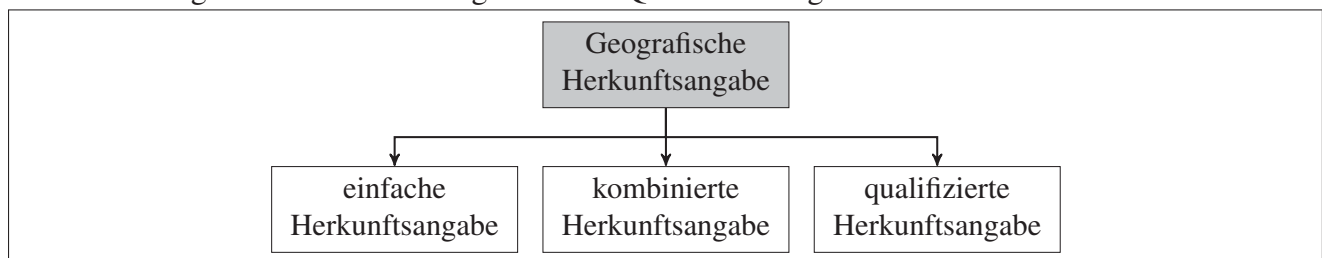 Geografische
Herkunftsangabe
einfache
Herkunftsangabe
kombinierte
Herkunftsangabe
qualifizierte
Herkunftsangabe